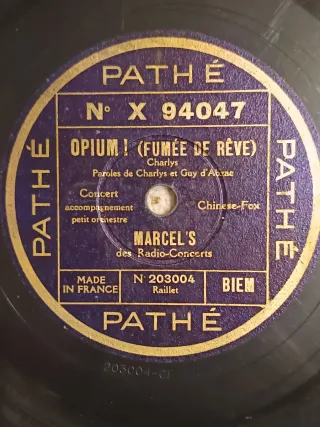 PATHÉ
Nº X 94047
OPIUM ! (FUMÉE DE RÊVE)
Charlys
Paroles de Charlys et Guy d'Abzac
Concert
accompagnement
petit orchestre
Chinese-Fox
MARCEL'S
des Radio-Concerts
MADE
IN FRANCE
N 203004
Raillet
BIEM
PATHÉ
PATHÉ
PATHÉ